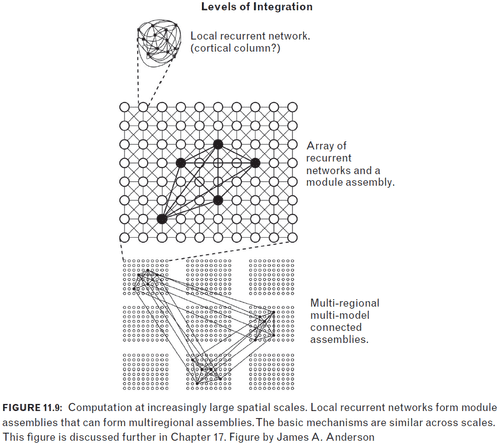 Levels of Integration
Local recurrent network.
(cortical column?)
Array of
recurrent
networks and a
module assembly.
Multi-regional
multi-model
connected
assemblies.
FIGURE 11.9: Computation at increasingly large spatial scales. Local recurrent networks form module
assemblies that can form multiregional assemblies. The basic mechanisms are similar across scales.
This figure is discussed further in Chapter 17. Figure by James A. Anderson